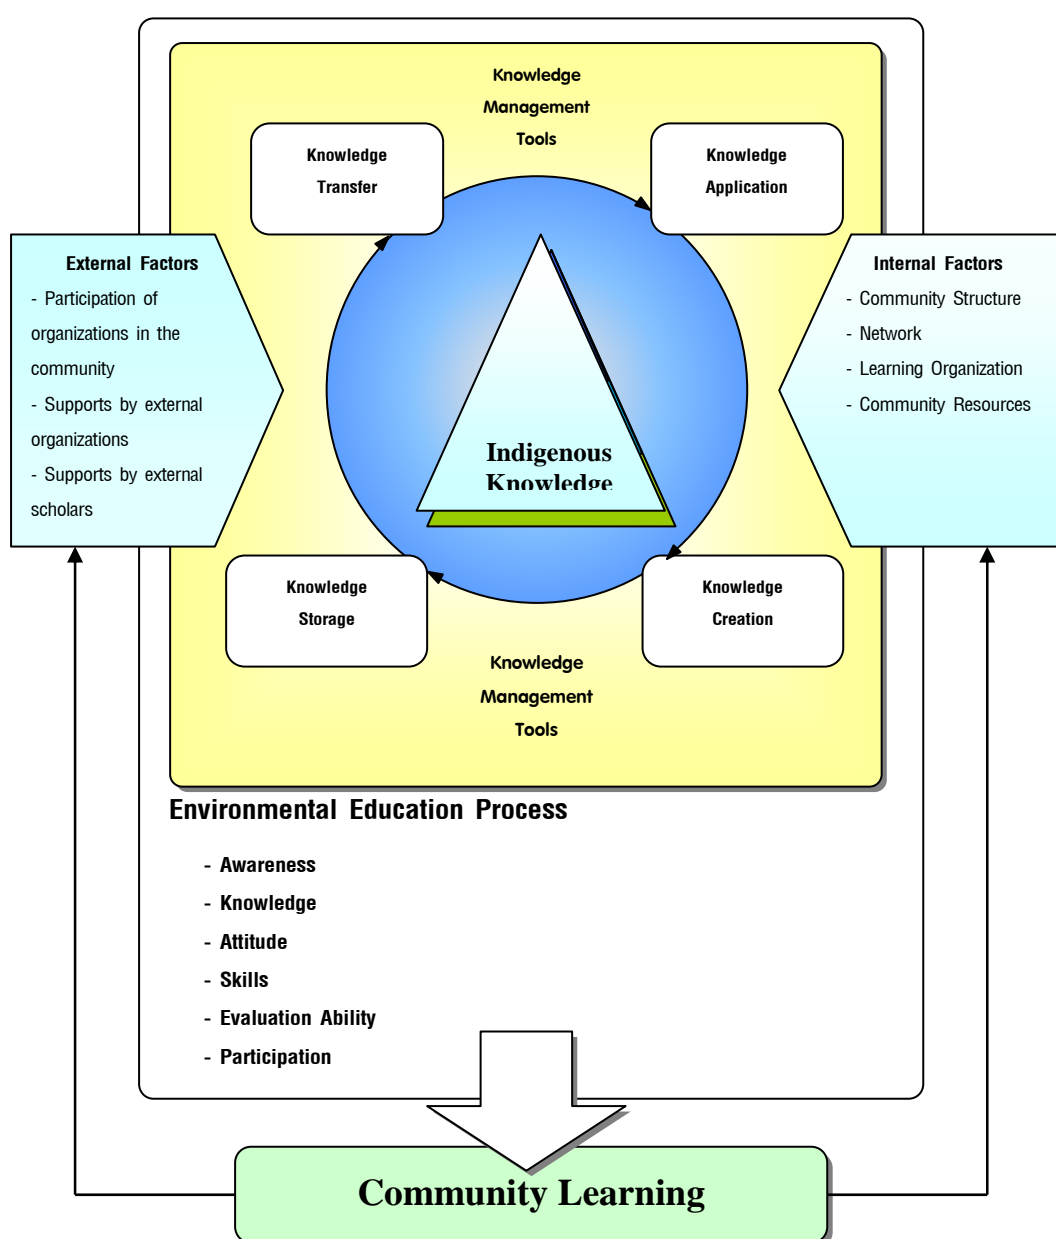 Knowledge
Management
Tools
Knowledge
Transfer
Knowledge
Application
External Factors
- Participation of
organizations in the
community
- Supports by external
organizations
- Supports by external
scholars
Internal Factors
- Community Structure
- Network
- Learning Organization
- Community Resources
Indigenous
Knowledge
Knowledge
Storage
Knowledge
Creation
Knowledge
Management
Tools
Environmental Education Process
- Awareness
- Knowledge
- Attitude
- Skills
- Evaluation Ability
- Participation
Community Learning